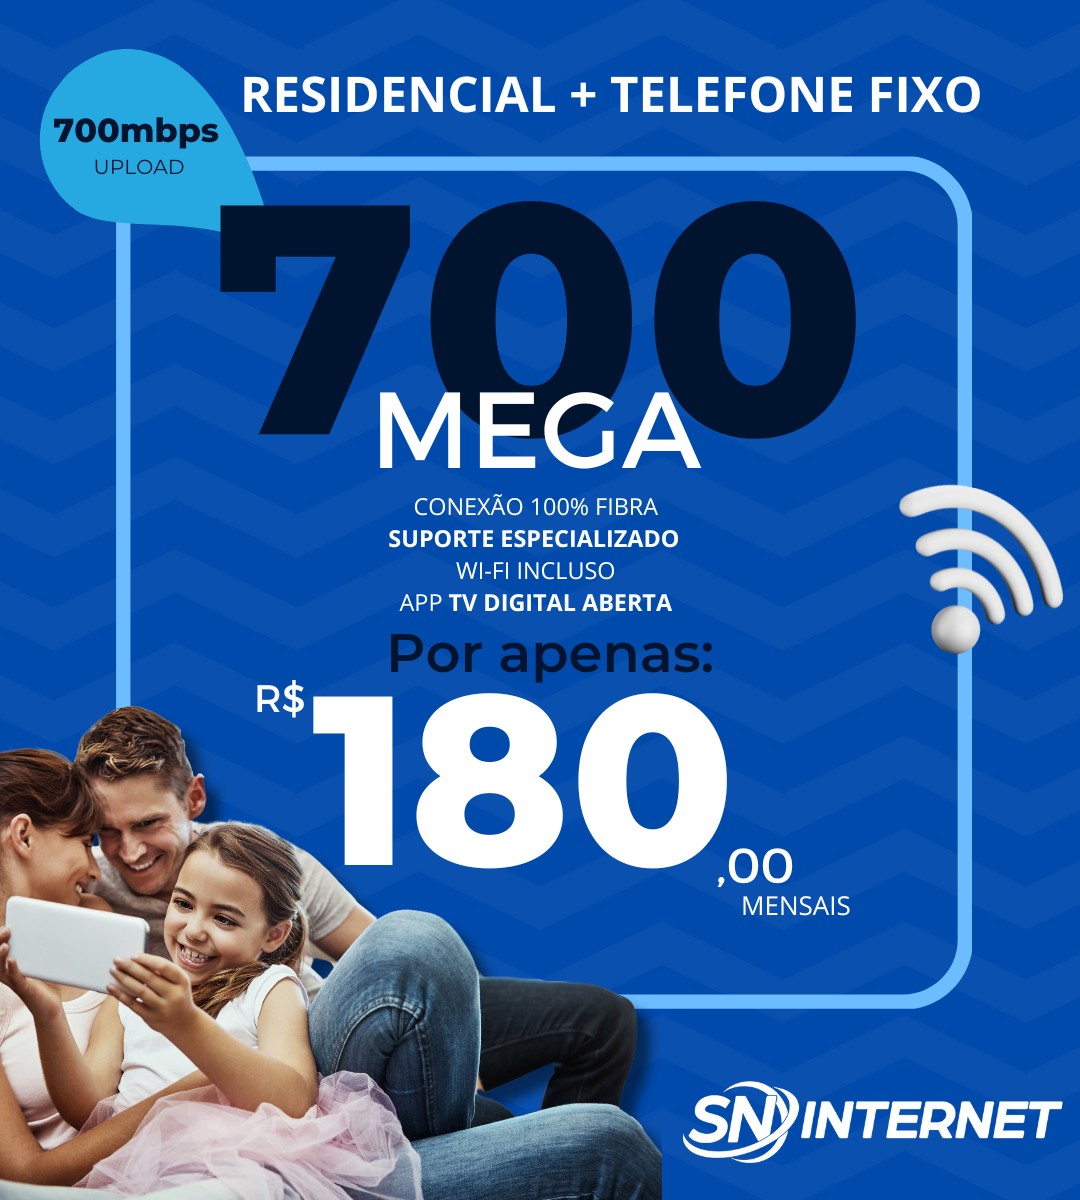 RESIDENCIAL + TELEFONE FIXO
700mbps
UPLOAD
700
MEGA
CONEXÃO 100% FIBRA
SUPORTE ESPECIALIZADO
WI-FI INCLUSO
APP TV DIGITAL ABERTA
Por apenas:
R$ 180,00
MENSAIS
SN INTERNET